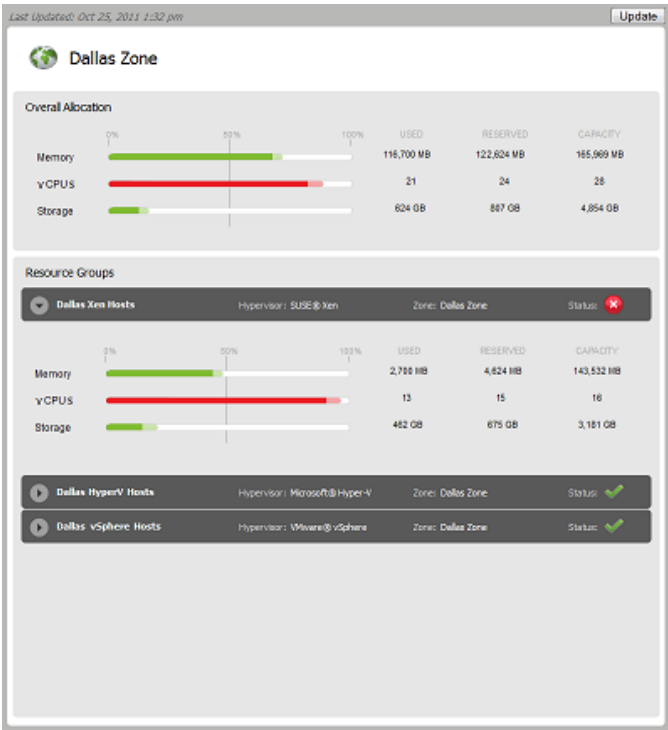 Last Updated: Oct 25, 2011 1:32 pm Update
Dallas Zone
Overall Allocation
0% 50% 100% USED RESERVED CAPACITY
Memory 116,700 MB 122,624 MB 165,969 MB
vCPUS 21 24 28
Storage 624 GB 807 GB 4,854 GB
Resource Groups
Dallas Xen Hosts Hypervisor: SUSE® Xen Zone: Dallas Zone Status:
0% 50% 100% USED RESERVED CAPACITY
Memory 2,700 MB 4,624 MB 143,532 MB
vCPUS 13 15 16
Storage 462 GB 675 GB 3,181 GB
Dallas HyperV Hosts Hypervisor: Microsoft® Hyper-V Zone: Dallas Zone Status:
Dallas vSphere Hosts Hypervisor: VMware® vSphere Zone: Dallas Zone Status: